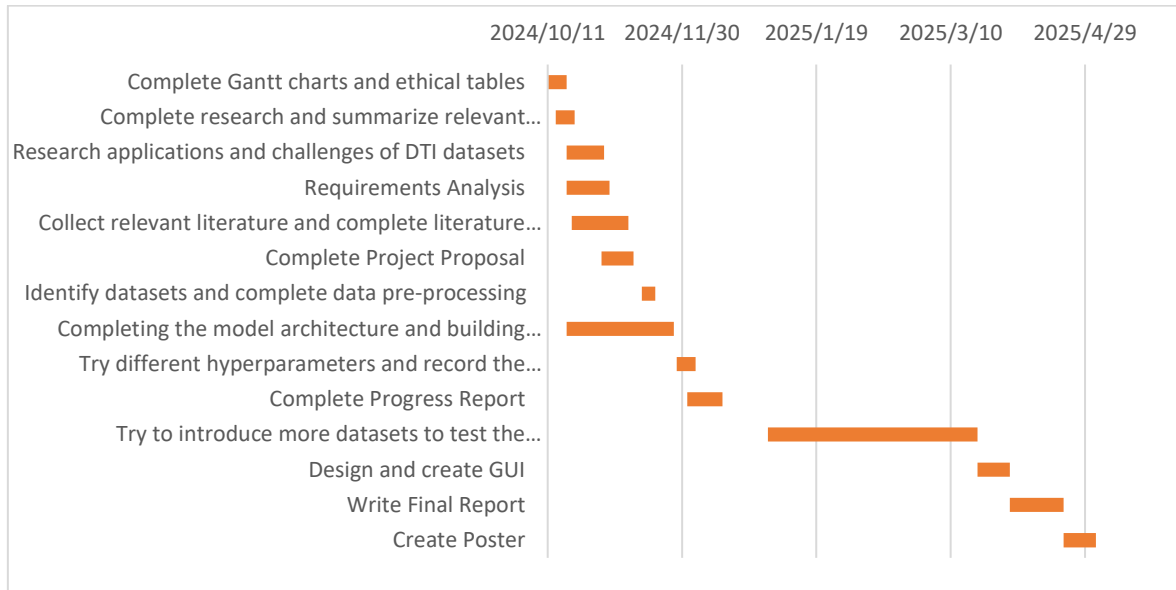 2024/10/11 2024/11/30 2025/1/19 2025/3/10 2025/4/29
Complete Gantt charts and ethical tables
Complete research and summarize relevant…
Research applications and challenges of DTI datasets
Requirements Analysis
Collect relevant literature and complete literature…
Complete Project Proposal
Identify datasets and complete data pre-processing
Completing the model architecture and building…
Try different hyperparameters and record the…
Complete Progress Report
Try to introduce more datasets to test the…
Design and create GUI
Write Final Report
Create Poster